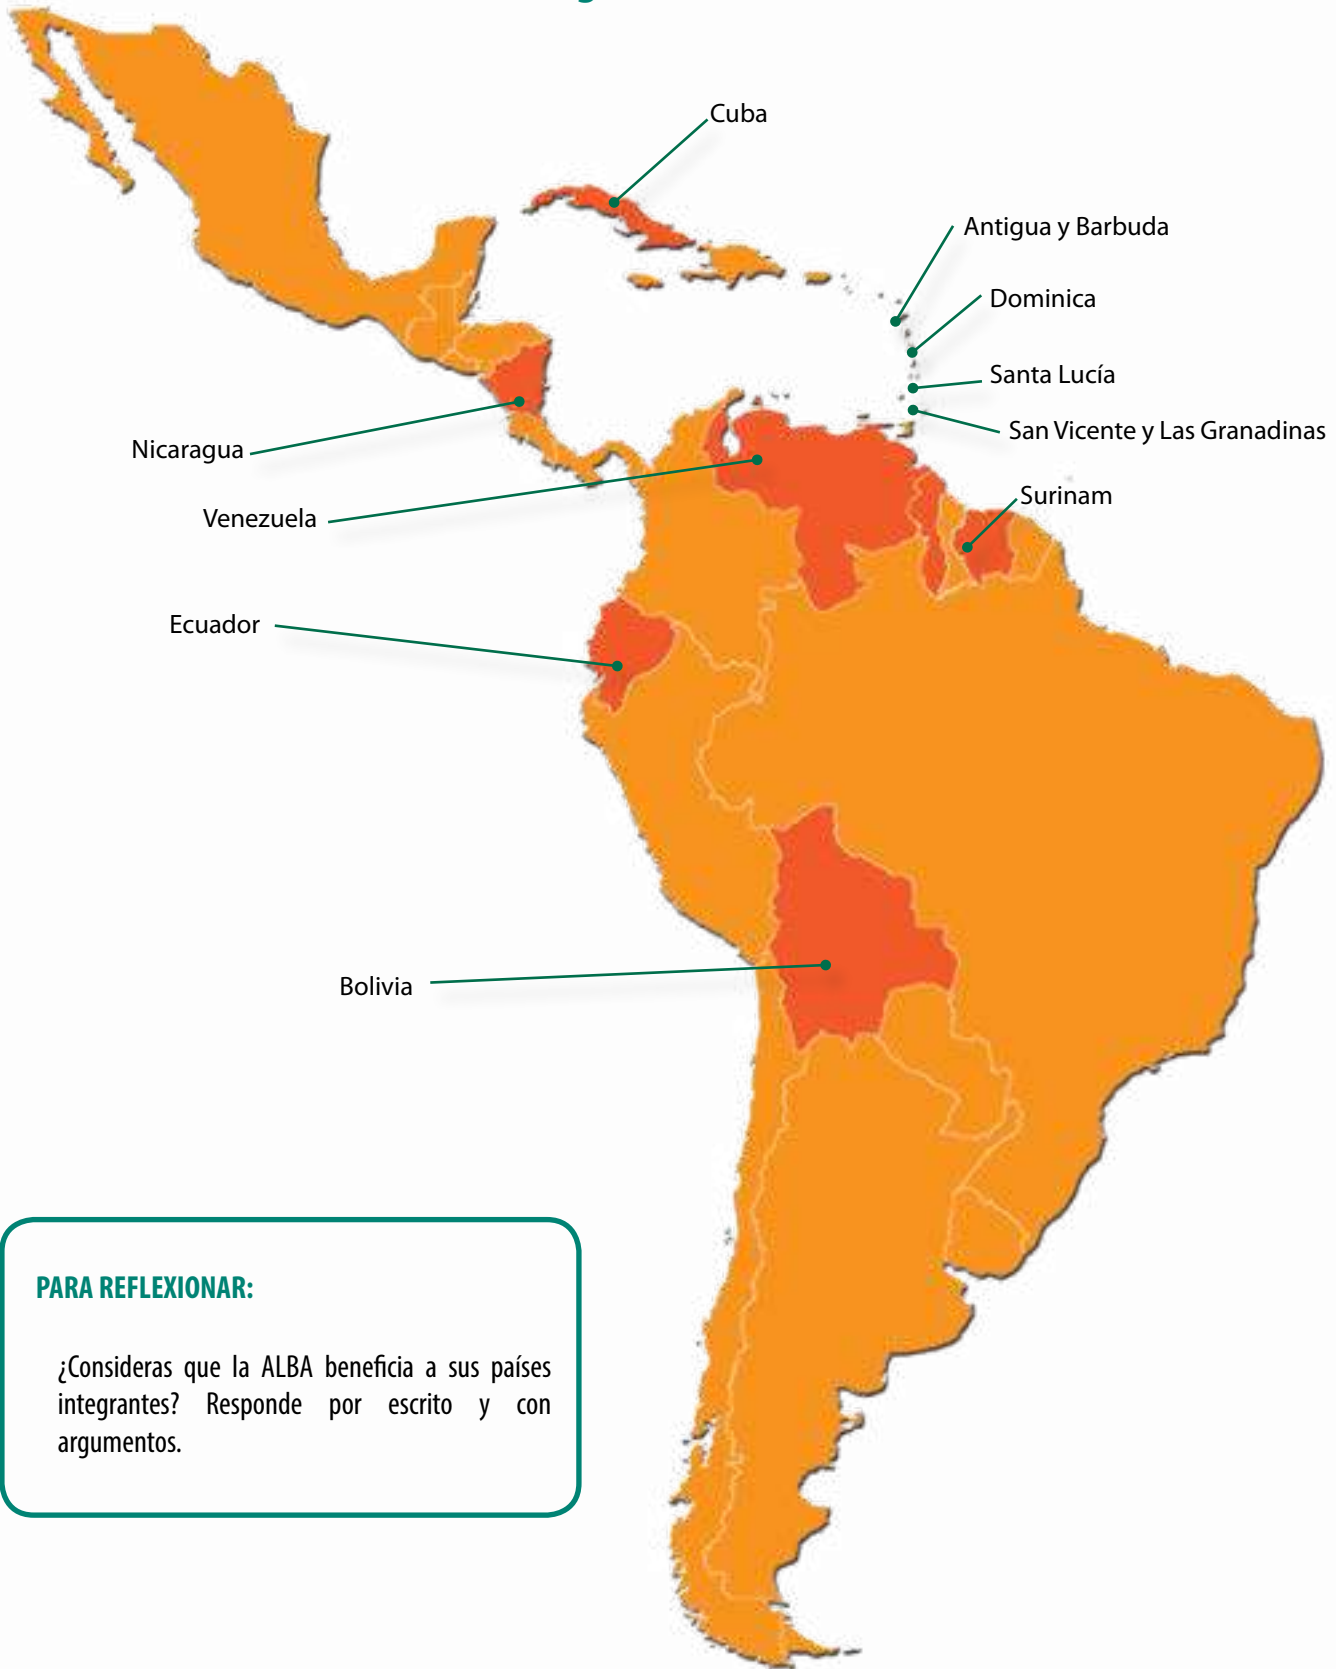 Cuba
Antigua y Barbuda
Dominica
Santa Lucía
San Vicente y Las Granadinas
Nicaragua
Venezuela
Surinam
Ecuador
Bolivia
PARA REFLEXIONAR:
¿Consideras que la ALBA beneficia a sus países
integrantes? Responde por escrito y con
argumentos.